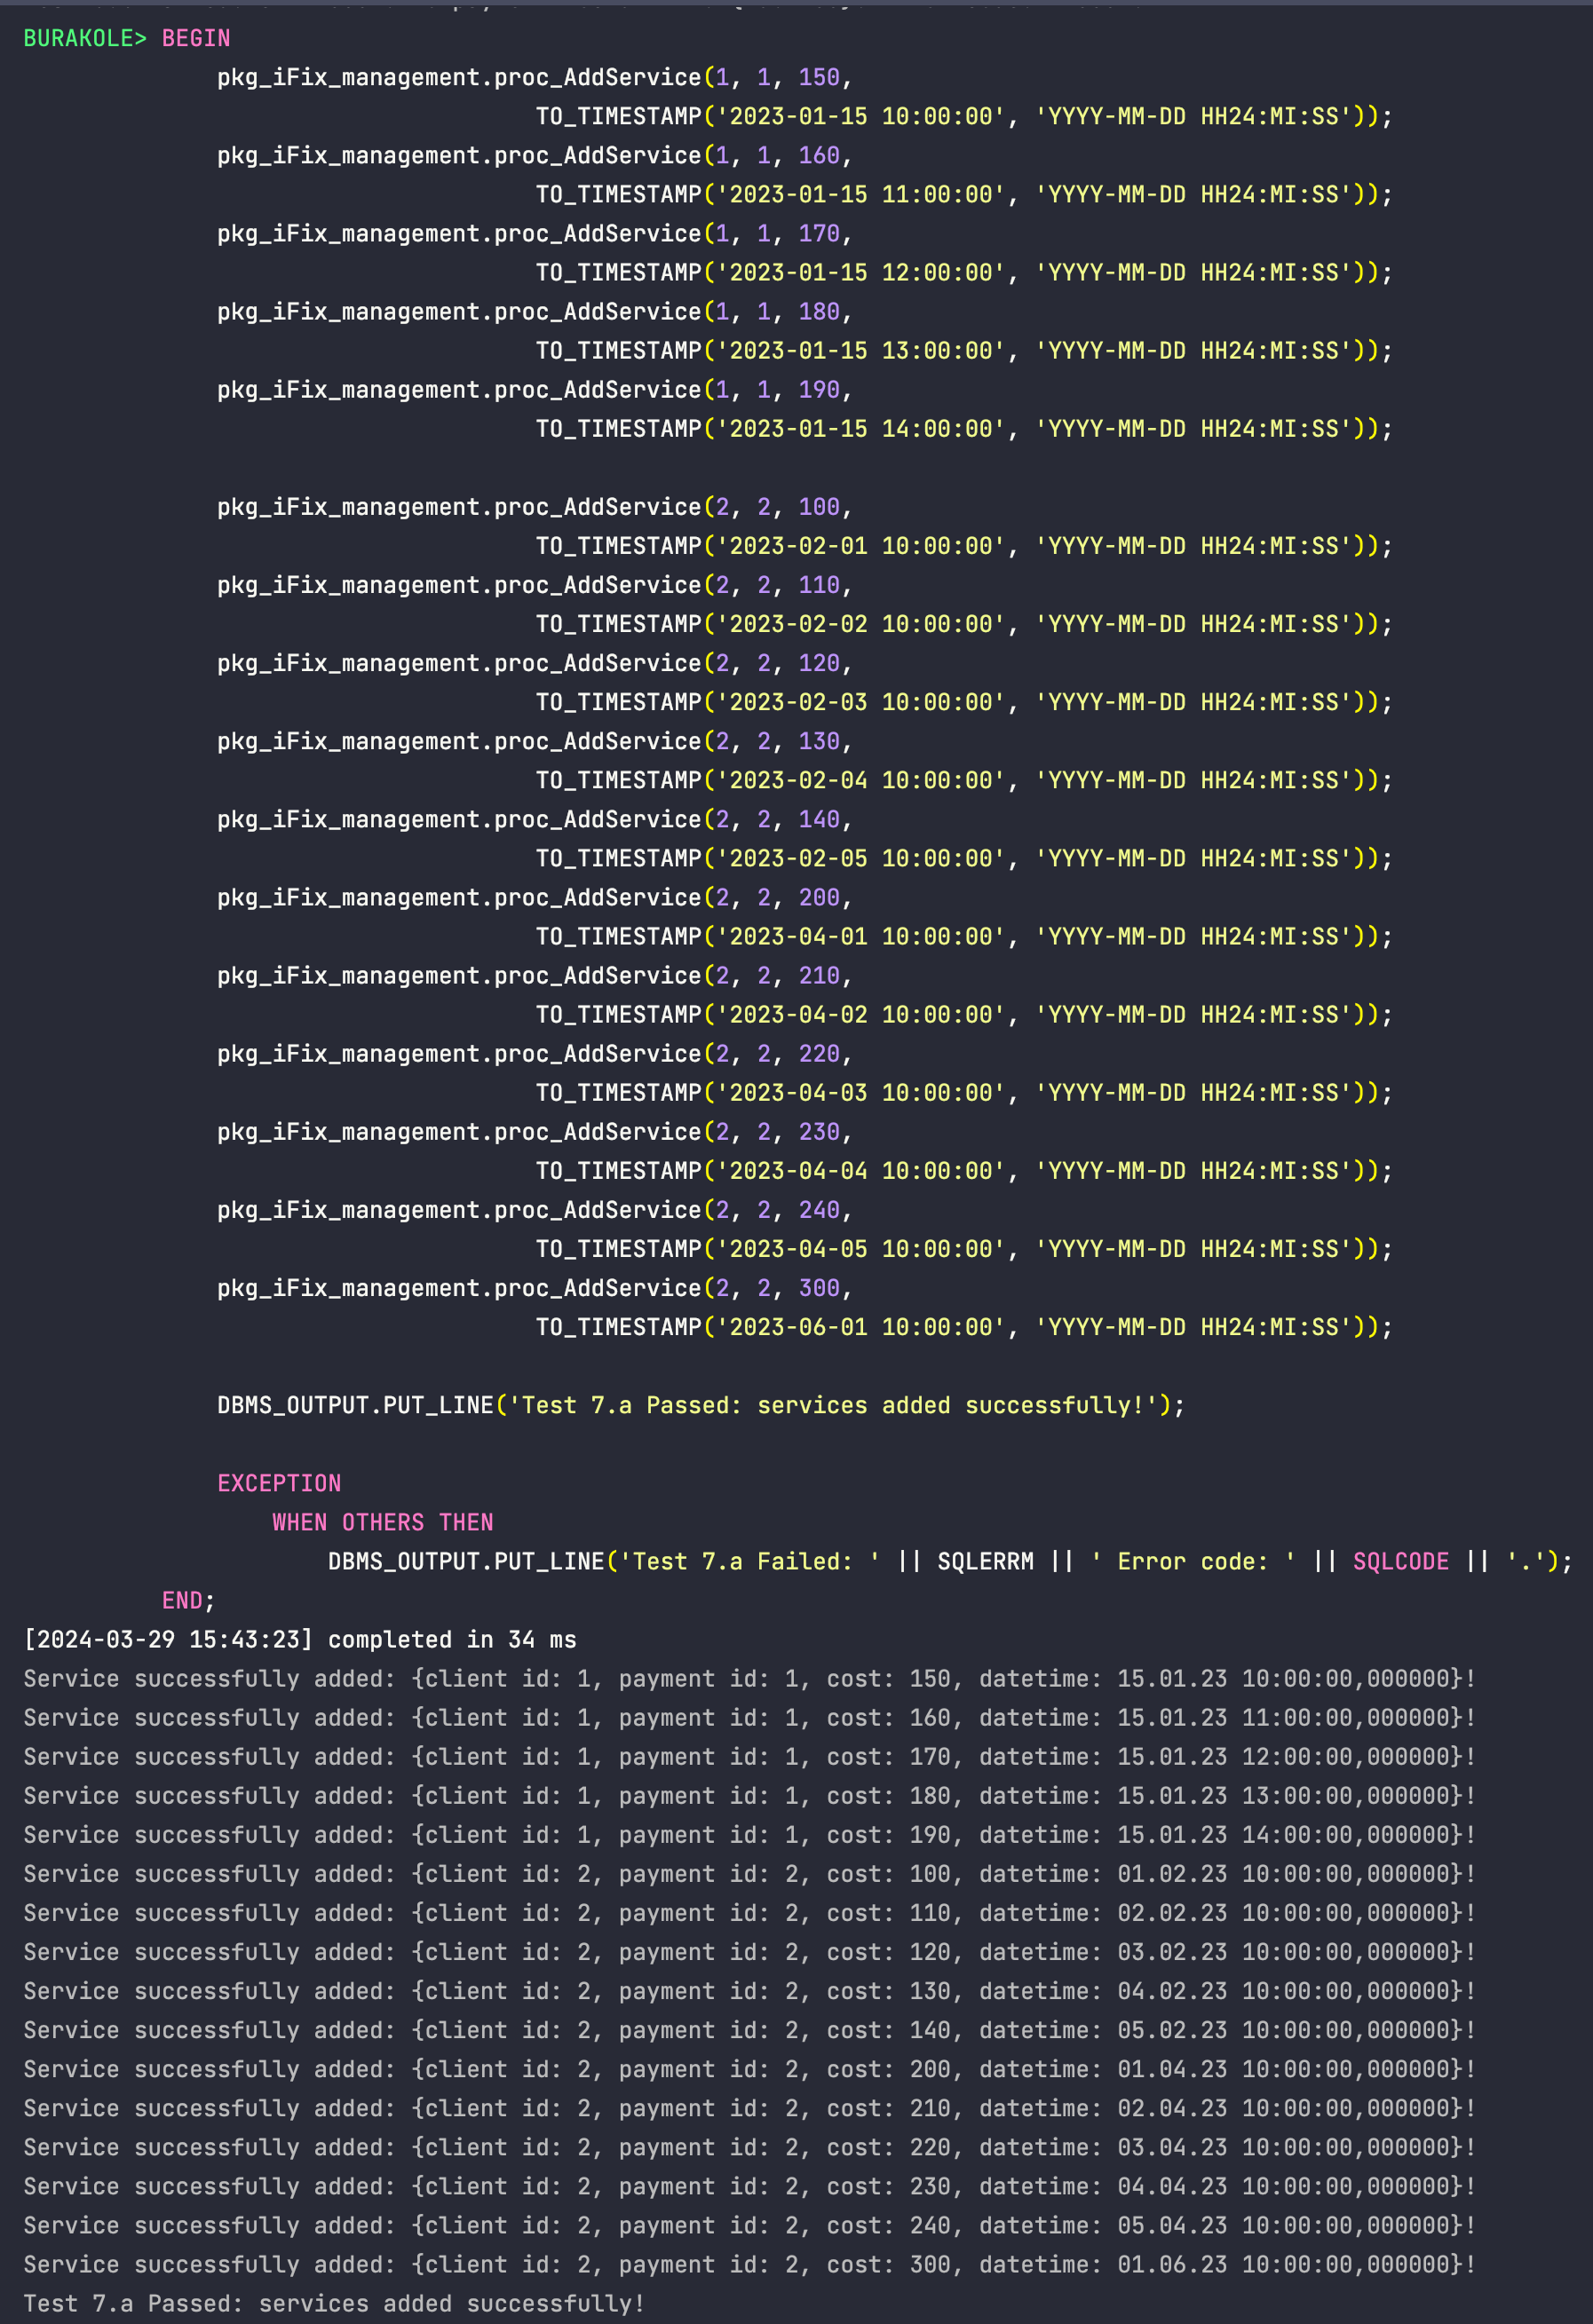 BURAKOLE> BEGIN
pkg_iFix_management.proc_AddService(1, 1, 150,
TO_TIMESTAMP('2023-01-15 10:00:00', 'YYYY-MM-DD HH24:MI:SS'));
pkg_iFix_management.proc_AddService(1, 1, 160,
TO_TIMESTAMP('2023-01-15 11:00:00', 'YYYY-MM-DD HH24:MI:SS'));
pkg_iFix_management.proc_AddService(1, 1, 170,
TO_TIMESTAMP('2023-01-15 12:00:00', 'YYYY-MM-DD HH24:MI:SS'));
pkg_iFix_management.proc_AddService(1, 1, 180,
TO_TIMESTAMP('2023-01-15 13:00:00', 'YYYY-MM-DD HH24:MI:SS'));
pkg_iFix_management.proc_AddService(1, 1, 190,
TO_TIMESTAMP('2023-01-15 14:00:00', 'YYYY-MM-DD HH24:MI:SS'));
pkg_iFix_management.proc_AddService(2, 2, 100,
TO_TIMESTAMP('2023-02-01 10:00:00', 'YYYY-MM-DD HH24:MI:SS'));
pkg_iFix_management.proc_AddService(2, 2, 110,
TO_TIMESTAMP('2023-02-02 10:00:00', 'YYYY-MM-DD HH24:MI:SS'));
pkg_iFix_management.proc_AddService(2, 2, 120,
TO_TIMESTAMP('2023-02-03 10:00:00', 'YYYY-MM-DD HH24:MI:SS'));
pkg_iFix_management.proc_AddService(2, 2, 130,
TO_TIMESTAMP('2023-02-04 10:00:00', 'YYYY-MM-DD HH24:MI:SS'));
pkg_iFix_management.proc_AddService(2, 2, 140,
TO_TIMESTAMP('2023-02-05 10:00:00', 'YYYY-MM-DD HH24:MI:SS'));
pkg_iFix_management.proc_AddService(2, 2, 200,
TO_TIMESTAMP('2023-04-01 10:00:00', 'YYYY-MM-DD HH24:MI:SS'));
pkg_iFix_management.proc_AddService(2, 2, 210,
TO_TIMESTAMP('2023-04-02 10:00:00', 'YYYY-MM-DD HH24:MI:SS'));
pkg_iFix_management.proc_AddService(2, 2, 220,
TO_TIMESTAMP('2023-04-03 10:00:00', 'YYYY-MM-DD HH24:MI:SS'));
pkg_iFix_management.proc_AddService(2, 2, 230,
TO_TIMESTAMP('2023-04-04 10:00:00', 'YYYY-MM-DD HH24:MI:SS'));
pkg_iFix_management.proc_AddService(2, 2, 240,
TO_TIMESTAMP('2023-04-05 10:00:00', 'YYYY-MM-DD HH24:MI:SS'));
pkg_iFix_management.proc_AddService(2, 2, 300,
TO_TIMESTAMP('2023-06-01 10:00:00', 'YYYY-MM-DD HH24:MI:SS'));
DBMS_OUTPUT.PUT_LINE('Test 7.a Passed: services added successfully!');
EXCEPTION
WHEN OTHERS THEN
DBMS_OUTPUT.PUT_LINE('Test 7.a Failed: ' || SQLERRM || ' Error code: ' || SQLCODE || '.');
END;
[2024-03-29 15:43:23] completed in 34 ms
Service successfully added: {client id: 1, payment id: 1, cost: 150, datetime: 15.01.23 10:00:00,000000}!
Service successfully added: {client id: 1, payment id: 1, cost: 160, datetime: 15.01.23 11:00:00,000000}!
Service successfully added: {client id: 1, payment id: 1, cost: 170, datetime: 15.01.23 12:00:00,000000}!
Service successfully added: {client id: 1, payment id: 1, cost: 180, datetime: 15.01.23 13:00:00,000000}!
Service successfully added: {client id: 1, payment id: 1, cost: 190, datetime: 15.01.23 14:00:00,000000}!
Service successfully added: {client id: 2, payment id: 2, cost: 100, datetime: 01.02.23 10:00:00,000000}!
Service successfully added: {client id: 2, payment id: 2, cost: 110, datetime: 02.02.23 10:00:00,000000}!
Service successfully added: {client id: 2, payment id: 2, cost: 120, datetime: 03.02.23 10:00:00,000000}!
Service successfully added: {client id: 2, payment id: 2, cost: 130, datetime: 04.02.23 10:00:00,000000}!
Service successfully added: {client id: 2, payment id: 2, cost: 140, datetime: 05.02.23 10:00:00,000000}!
Service successfully added: {client id: 2, payment id: 2, cost: 200, datetime: 01.04.23 10:00:00,000000}!
Service successfully added: {client id: 2, payment id: 2, cost: 210, datetime: 02.04.23 10:00:00,000000}!
Service successfully added: {client id: 2, payment id: 2, cost: 220, datetime: 03.04.23 10:00:00,000000}!
Service successfully added: {client id: 2, payment id: 2, cost: 230, datetime: 04.04.23 10:00:00,000000}!
Service successfully added: {client id: 2, payment id: 2, cost: 240, datetime: 05.04.23 10:00:00,000000}!
Service successfully added: {client id: 2, payment id: 2, cost: 300, datetime: 01.06.23 10:00:00,000000}!
Test 7.a Passed: services added successfully!